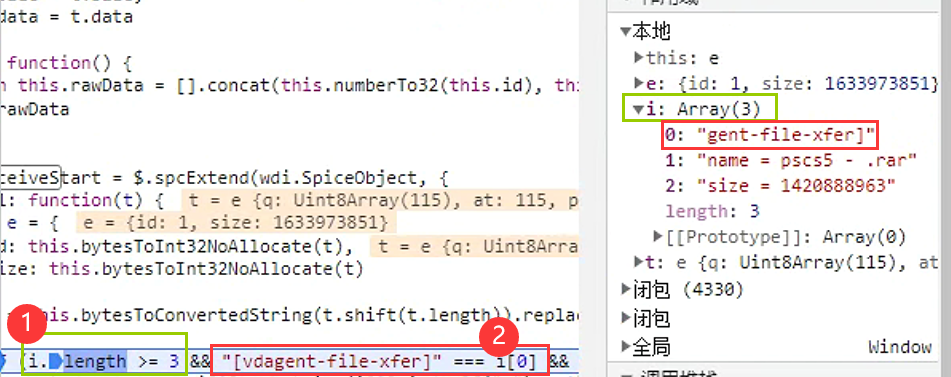 data = t.data
function() {
this.rawData = [].concat(this.numberTo32(this.id), thi
rawData
ceiveStart = $.spcExtend(wdi.SpiceObject, {
l: function(t) { t = e {q: Uint8Array(115), at: 115, p
e = { e = {id: 1, size: 1633973851}
d: this.bytesToInt32NoAllocate(t), t = e {q: Uint8Arra
ize: this.bytesToInt32NoAllocate(t)
= this.bytesToConvertedString(t.shift(t.length)).replac
1
2
(i.length >= 3 && "[vdagent-file-xfer]" === i[0] &&
本地
this: e
e: {id: 1, size: 1633973851}
i: Array(3)
0: "gent-file-xfer]"
1: "name = pscs5 - .rar"
2: "size = 1420888963"
length: 3
[[Prototype]]: Array(0)
t: e {q: Uint8Array(115), at
闭包 (4330)
闭包
全局 Window